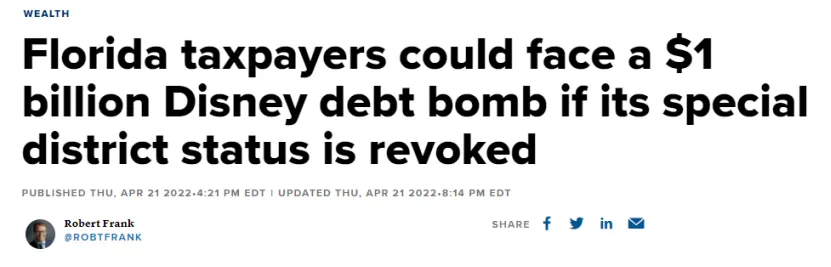 WEALTH
Florida taxpayers could face a $1
billion Disney debt bomb if its special
district status is revoked
PUBLISHED THU, APR 21 2022•4:21 PM EDT | UPDATED THU, APR 21 2022•8:14 PM EDT
Robert Frank
@ROBTFRANK
SHARE